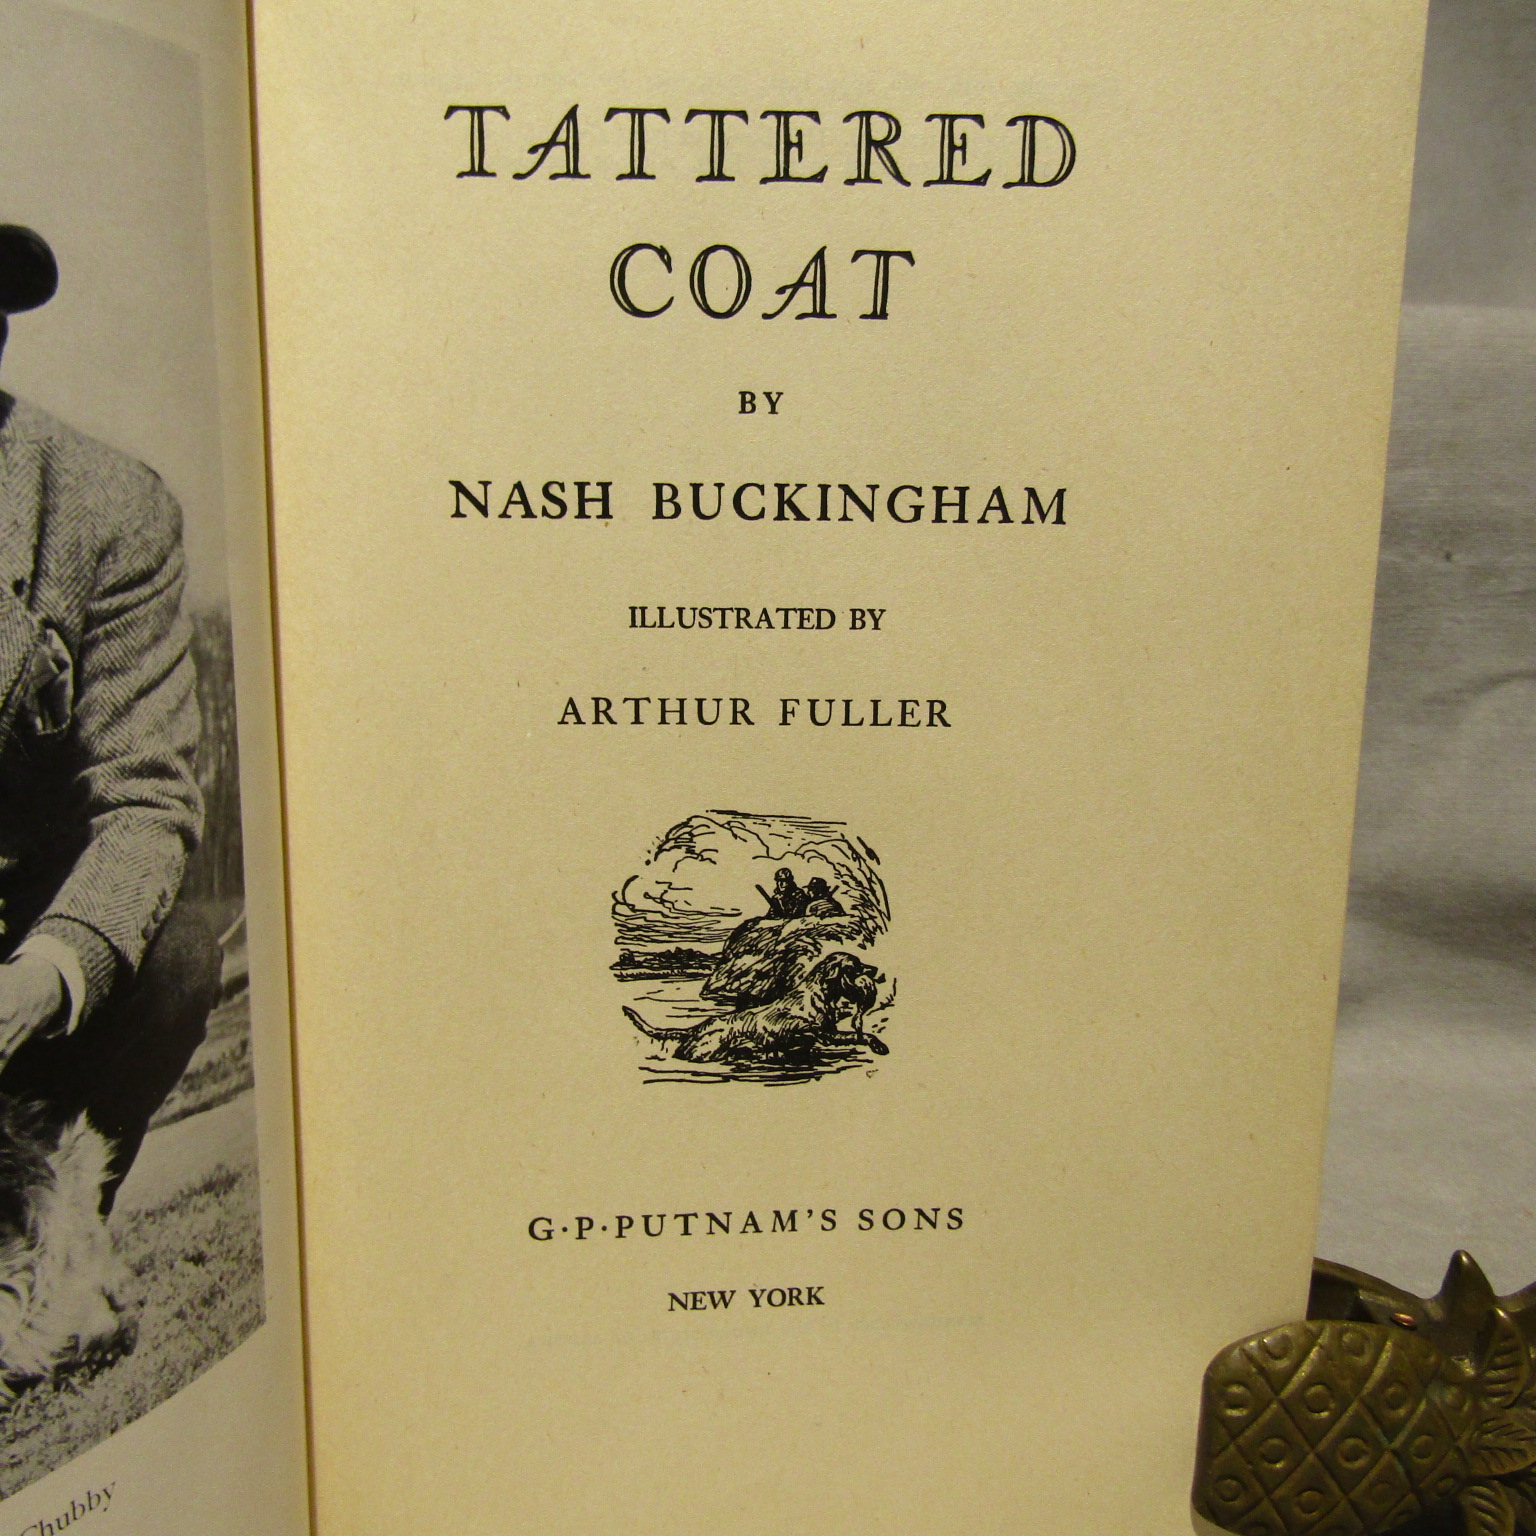 TATTERED
COAT
BY
NASH BUCKINGHAM
ILLUSTRATED BY
ARTHUR FULLER
G·P·PUTNAM'S SONS
NEW YORK
Chubby